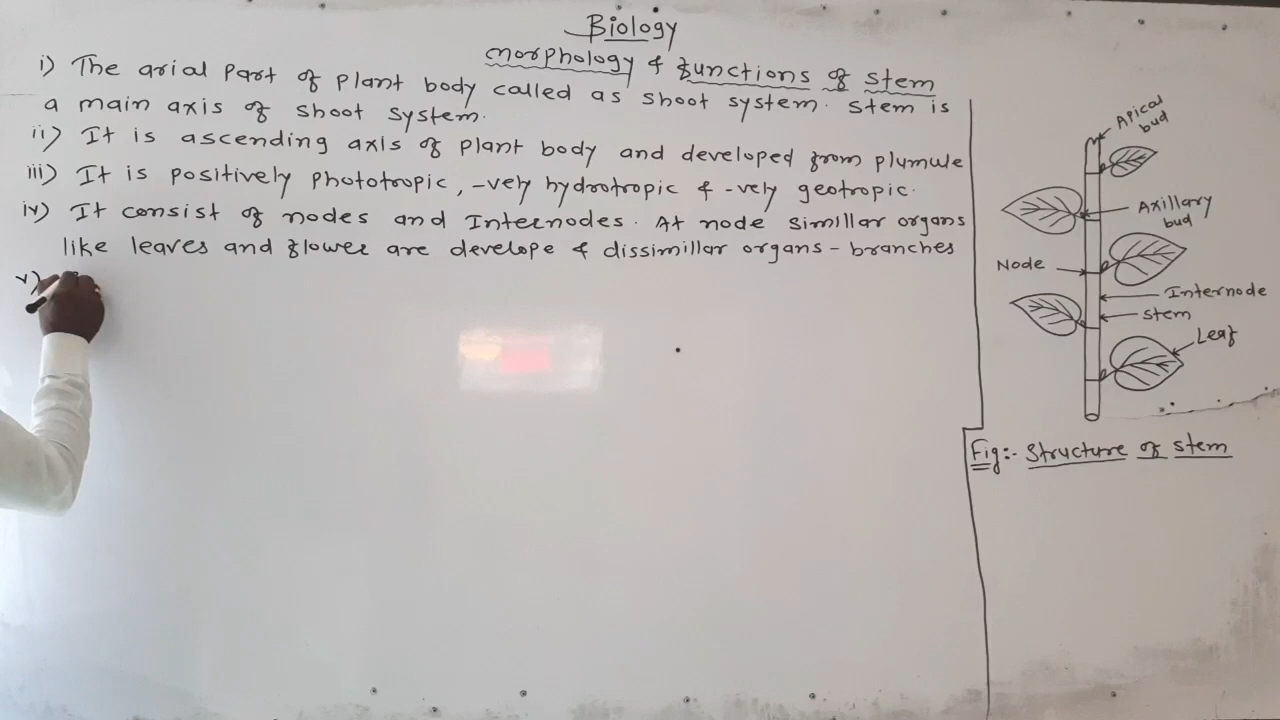 Biology
morphology & functions of stem
i) The arial part of plant body called as shoot system. stem is
a main axis of shoot system.
ii) It is ascending axis of plant body and developed from plumule
iii) It is positively phototropic, -vely hydrotropic & -vely geotropic.
iv) It consist of nodes and Internodes. At node simillar organs
like leaves and flower are develope & dissimillar organs - branches
v)
Apical
bud
Axillary
bud
Node
Internode
stem
Leaf
Fig:- Structure of stem